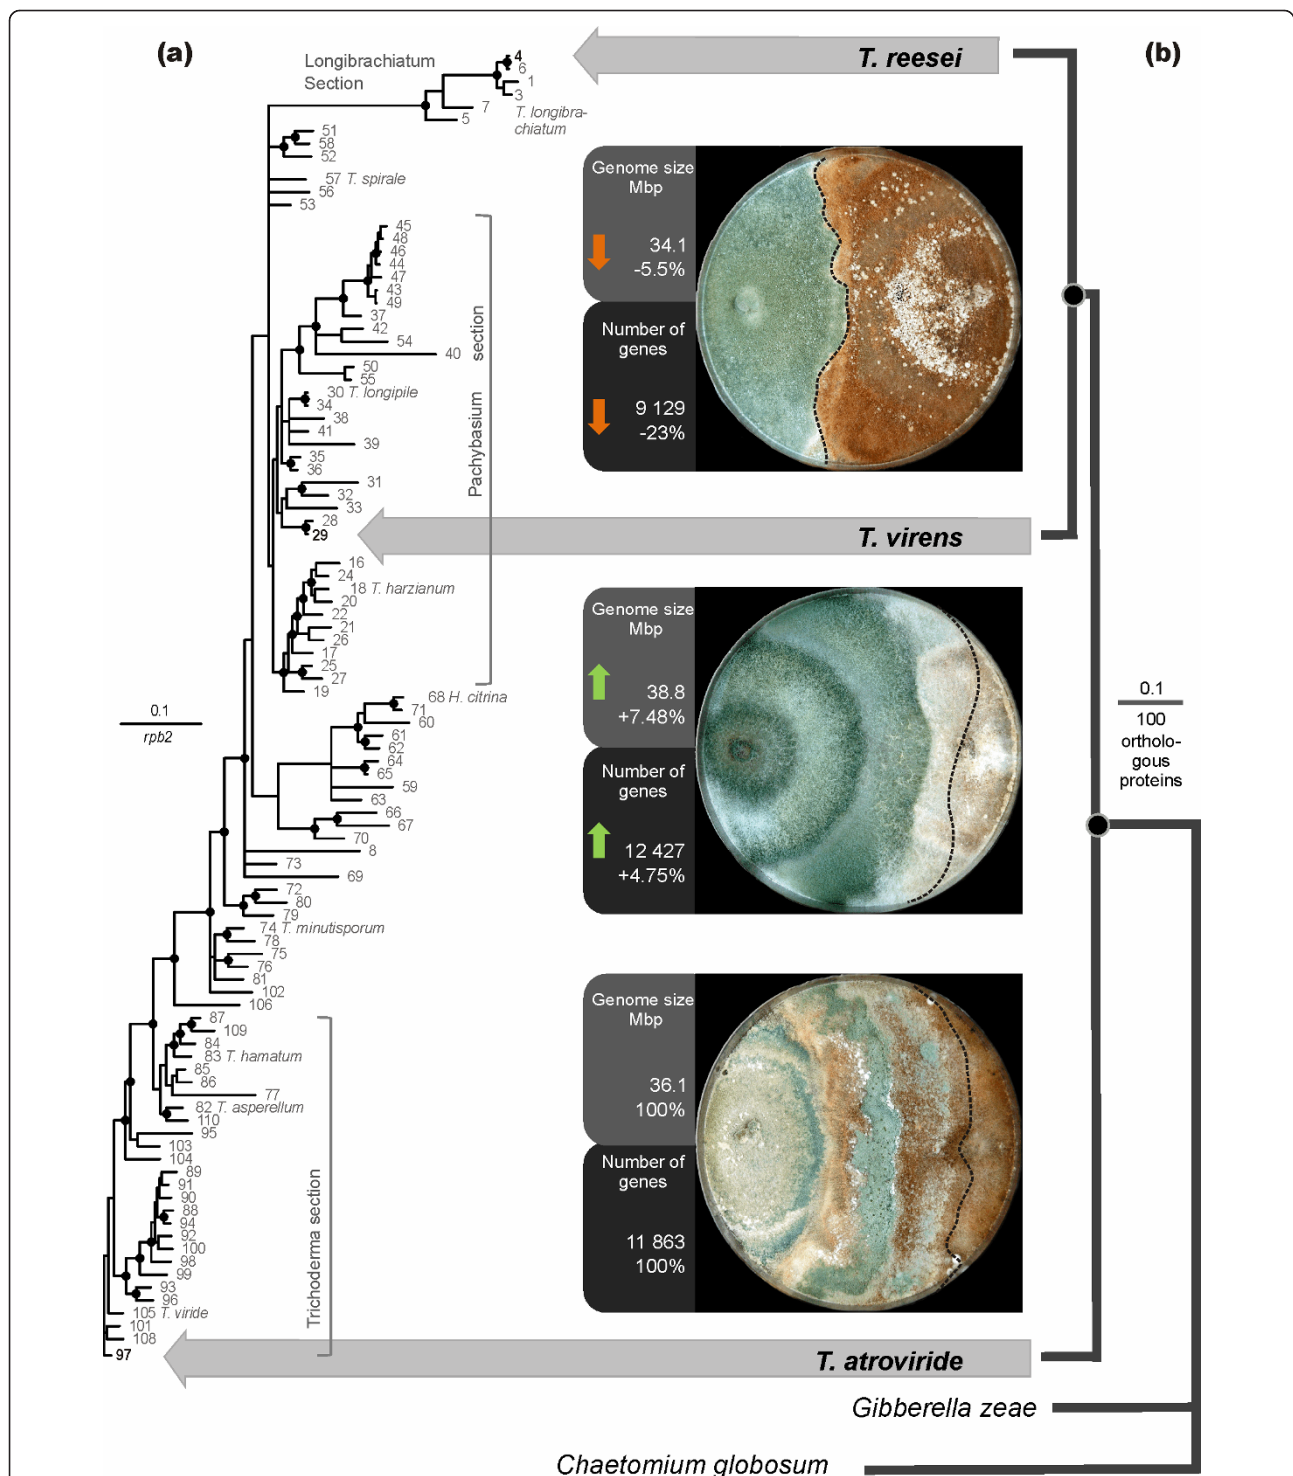 (a)
(b)
Longibrachiatum
Section
T. reesei
4
6
1
3
7
T. longibra-
chiatum
5
51
58
52
57 T. spirale
56
53
45
48
46
44
47
43
49
37
42
54
40
50
55
30 T. longipile
34
38
41
39
35
36
31
32
33
28
29
16
24
18 T. harzianum
20
22
21
26
17
25
27
19
Pachybasium section
68 H. citrina
71
60
61
62
64
65
59
63
66
67
70
8
73
69
72
80
79
74 T. minutisporum
78
75
76
81
102
106
87
109
84
83 T. hamatum
85
86
77
82 T. asperellum
110
95
103
104
89
91
90
88
94
92
100
98
99
93
96
105 T. viride
101
108
97
Trichoderma section
0.1
rpb2
Genome size
Mbp
34.1
-5.5%
Number of
genes
9 129
-23%
T. virens
Genome size
Mbp
38.8
+7.48%
Number of
genes
12 427
+4.75%
Genome size
Mbp
36.1
100%
Number of
genes
11 863
100%
T. atroviride
0.1
100
ortholo-
gous
proteins
Gibberella zeae
Chaetomium globosum